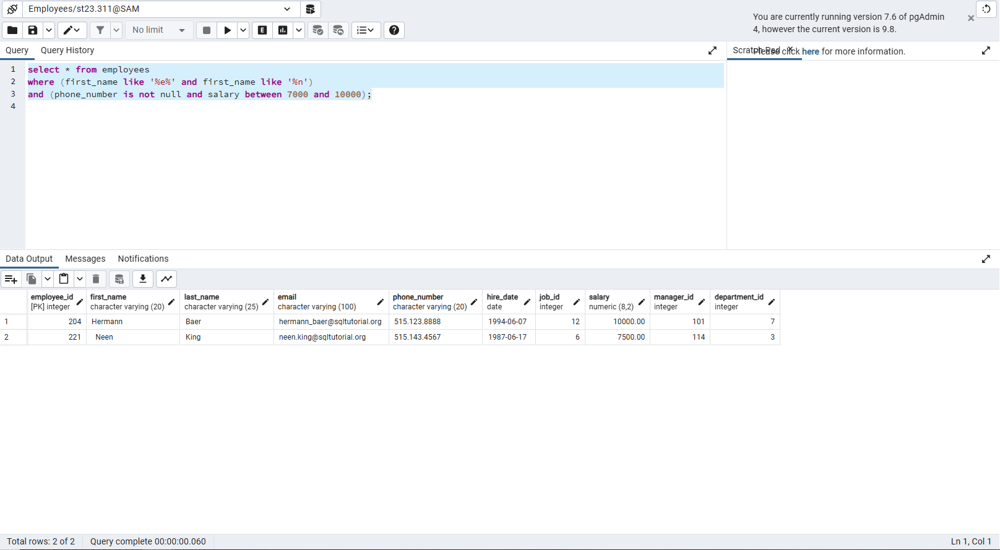 Employees/st23.311@SAM
You are currently running version 7.6 of pgAdmin
4, however the current version is 9.8.
Please click here for more information.
No limit
E
Query Query History
Scratch Pad
1 select * from employees
2 where (first_name like '%e%' and first_name like '%n')
3 and (phone_number is not null and salary between 7000 and 10000);
4
Data Output Messages Notifications
employee_id first_name last_name email phone_number hire_date job_id salary manager_id department_id
[PK] integer character varying (20) character varying (25) character varying (100) character varying (20) date integer numeric (8,2) integer integer
1 204 Hermann Baer hermann_baer@sqltutorial.org 515.123.8888 1994-06-07 12 10000.00 101 7
2 221 Neen King neen.king@sqltutorial.org 515.143.4567 1987-06-17 6 7500.00 114 3
Total rows: 2 of 2 Query complete 00:00:00.060 Ln 1, Col 1